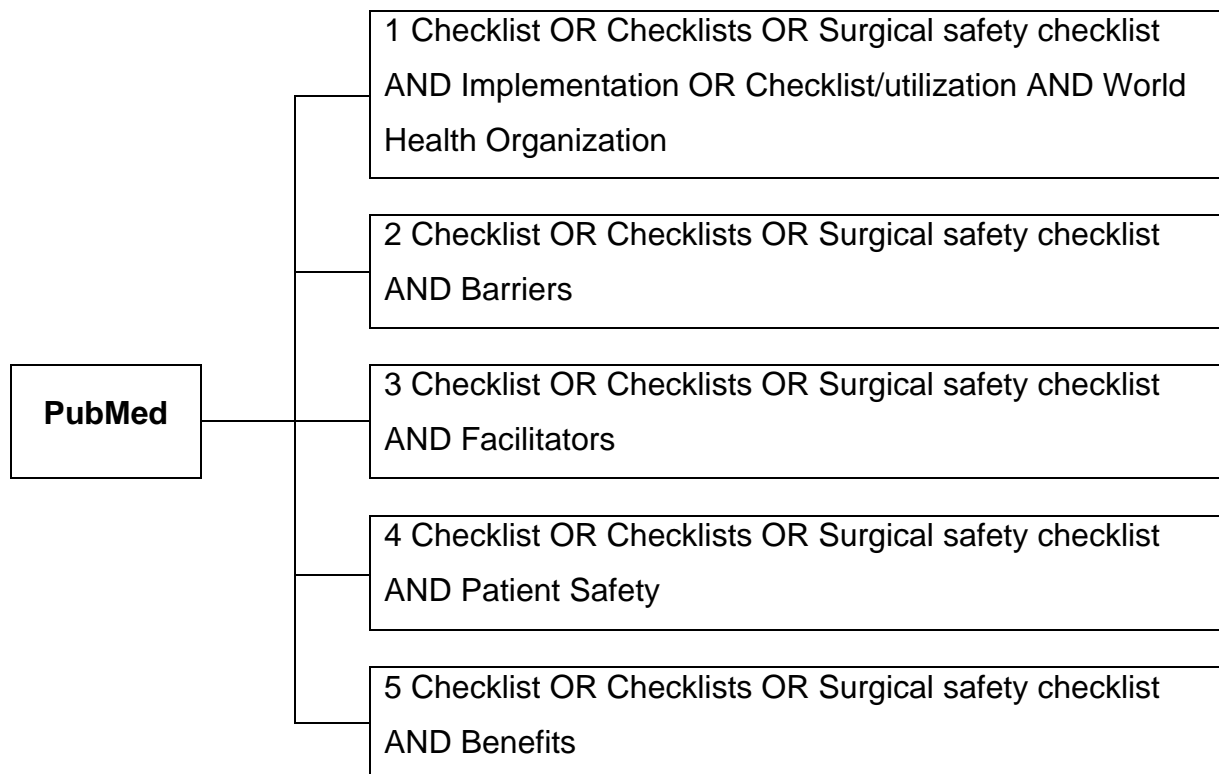 1 Checklist OR Checklists OR Surgical safety checklist
AND Implementation OR Checklist/utilization AND World
Health Organization
2 Checklist OR Checklists OR Surgical safety checklist
AND Barriers
PubMed
3 Checklist OR Checklists OR Surgical safety checklist
AND Facilitators
4 Checklist OR Checklists OR Surgical safety checklist
AND Patient Safety
5 Checklist OR Checklists OR Surgical safety checklist
AND Benefits